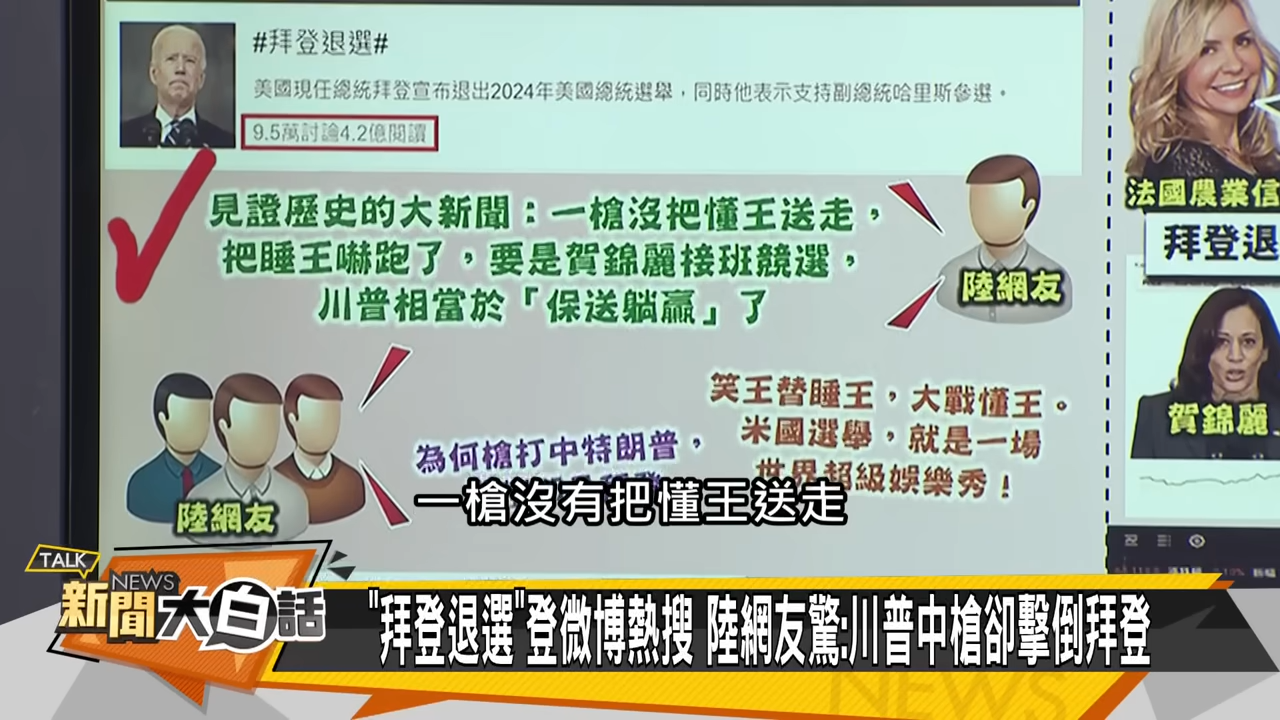 #拜登退選#
美國現任總統拜登宣布退出2024年美國總統選舉，同時他表示支持副總統哈里斯參選。
9.5萬討論4.2億閱讀
見證歷史的大新聞：一槍沒把懂王送走，
把睡王嚇跑了，要是賀錦麗接班競選，
川普相當於「保送躺贏」了
陸網友
法國農業信
拜登退
賀錦麗
笑王替睡王，大戰懂王。
米國選舉，就是一場
世界超級娛樂秀！
為何槍打中特朗普，
陸網友
一槍沒有把懂王送走
TALK
NEWS
新聞大白話
"拜登退選"登微博熱搜 陸網友驚:川普中槍卻擊倒拜登
NEWS